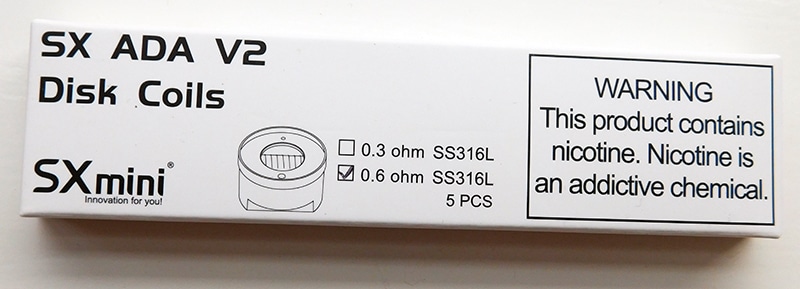 SX ADA V2
Disk Coils
SXmini®
Innovation for you!
0.3 ohm SS316L
0.6 ohm SS316L
5 PCS
WARNING
This product contains
nicotine. Nicotine is
an addictive chemical.